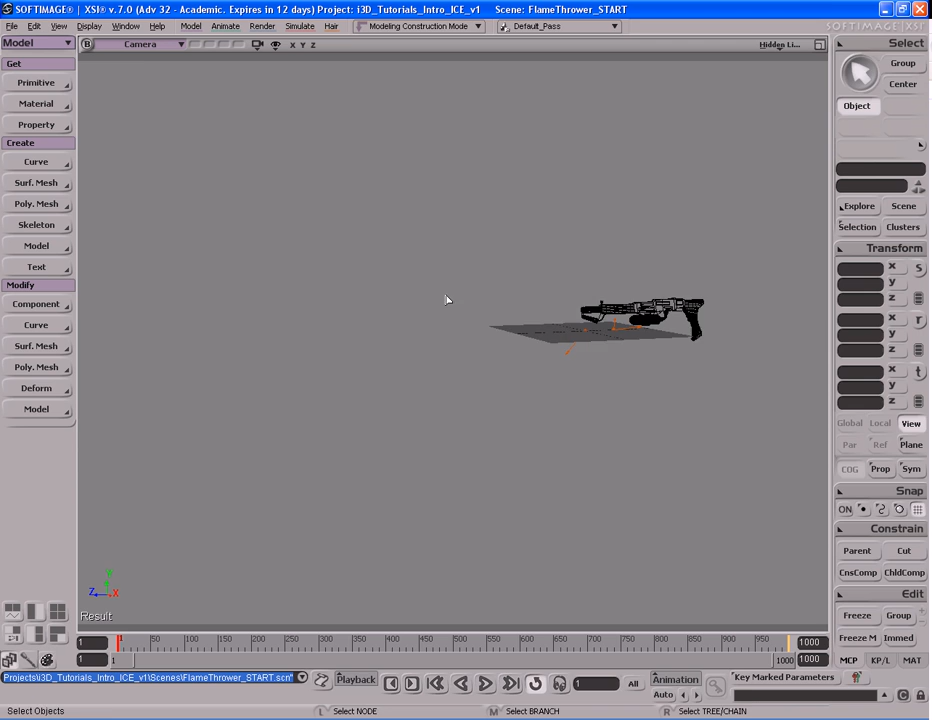 SOFTIMAGE® | XSI® v.7.0 (Adv 32 - Academic. Expires in 12 days) Project: i3D_Tutorials_Intro_ICE_v1 Scene: FlameThrower_START
File Edit View Display Window Help Model Animate Render Simulate Hair Modeling Construction Mode Default_Pass SOFTIMAGE | XSI
Model B Camera X Y Z Hidden Li... Select
Get
Primitive
Material
Property
Create
Curve
Surf. Mesh
Poly. Mesh
Skeleton
Model
Text
Modify
Component
Curve
Surf. Mesh
Poly. Mesh
Deform
Model
Group
Center
Object
Explore Scene
Selection Clusters
Transform
x s
y
z
x r
y
z
x t
y
z
Global Local View
Par Ref Plane
COG Prop Sym
Snap
ON
Constrain
Parent Cut
CnsComp ChldComp
Edit
Freeze Group
Freeze M Immed
MCP KP/L MAT
Y
Z X
Result
1 1 50 100 150 200 250 300 350 400 450 500 550 600 650 700 750 800 850 900 950 1000
1 1 1000 1000
Projects\i3D_Tutorials_Intro_ICE_v1\Scenes\FlameThrower_START.scn" Playback 1 All Animation Key Marked Parameters
Auto
Select Objects L Select NODE M Select BRANCH R Select TREE/CHAIN